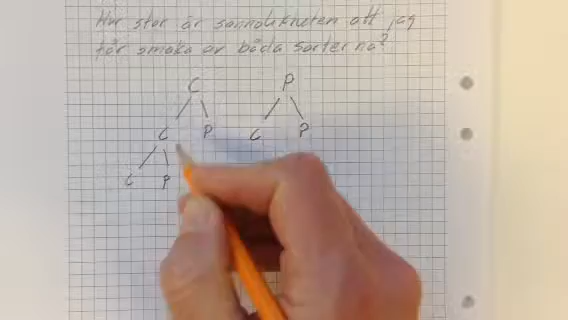 Hur stor är sannolikheten att jag
får smaka av båda sorterna?
C P
C P C P
C P